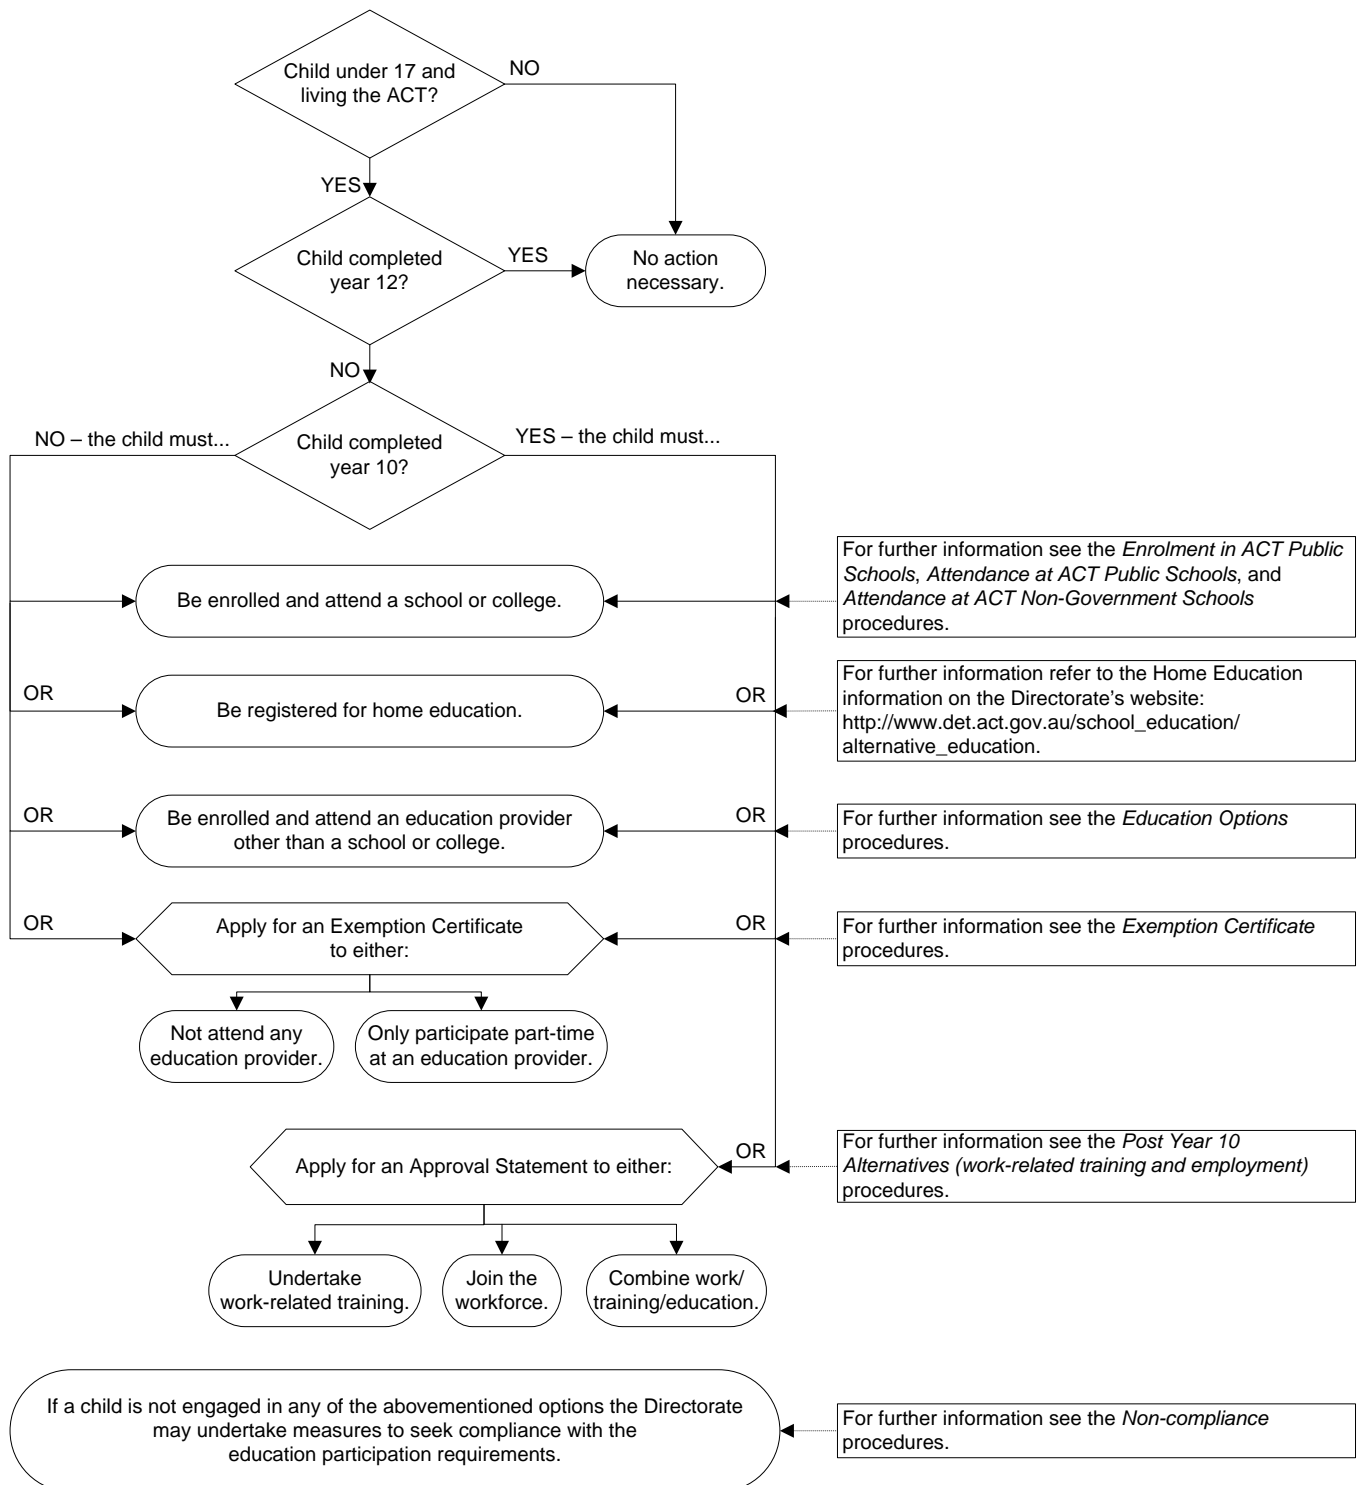 Child under 17 and
living the ACT?
NO
YES
Child completed
year 12?
YES
No action
necessary.
NO
NO – the child must...
Child completed
year 10?
YES – the child must...
Be enrolled and attend a school or college.
For further information see the Enrolment in ACT Public
Schools, Attendance at ACT Public Schools, and
Attendance at ACT Non-Government Schools
procedures.
OR
Be registered for home education.
OR
For further information refer to the Home Education
information on the Directorate’s website:
http://www.det.act.gov.au/school_education/
alternative_education.
OR
Be enrolled and attend an education provider
other than a school or college.
OR
For further information see the Education Options
procedures.
OR
Apply for an Exemption Certificate
to either:
OR
For further information see the Exemption Certificate
procedures.
Not attend any
education provider.
Only participate part-time
at an education provider.
Apply for an Approval Statement to either:
OR
For further information see the Post Year 10
Alternatives (work-related training and employment)
procedures.
Undertake
work-related training.
Join the
workforce.
Combine work/
training/education.
If a child is not engaged in any of the abovementioned options the Directorate
may undertake measures to seek compliance with the
education participation requirements.
For further information see the Non-compliance
procedures.